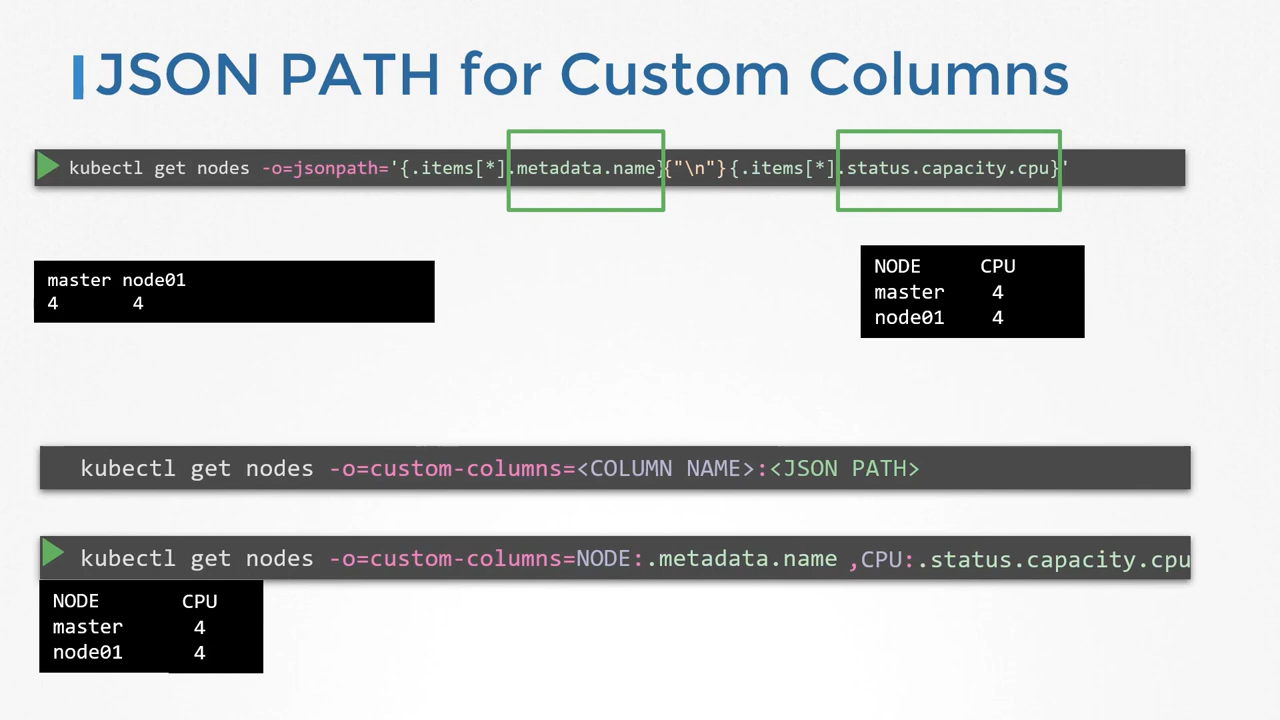 JSON PATH for Custom Columns
kubectl get nodes -o=jsonpath='{.items[*].metadata.name}{"\n"}{.items[*].status.capacity.cpu}'
master node01
4 4
NODE CPU
master 4
node01 4
kubectl get nodes -o=custom-columns=<COLUMN NAME>:<JSON PATH>
kubectl get nodes -o=custom-columns=NODE:.metadata.name ,CPU:.status.capacity.cpu
NODE CPU
master 4
node01 4